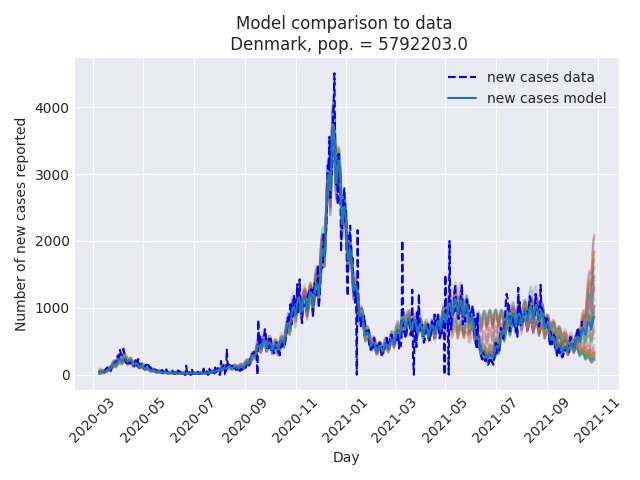 Model comparison to data
Denmark, pop. = 5792203.0
new cases data
new cases model
Number of new cases reported
4000
3000
2000
1000
0
2020-03
2020-05
2020-07
2020-09
2020-11
2021-01
2021-03
2021-05
2021-07
2021-09
2021-11
Day